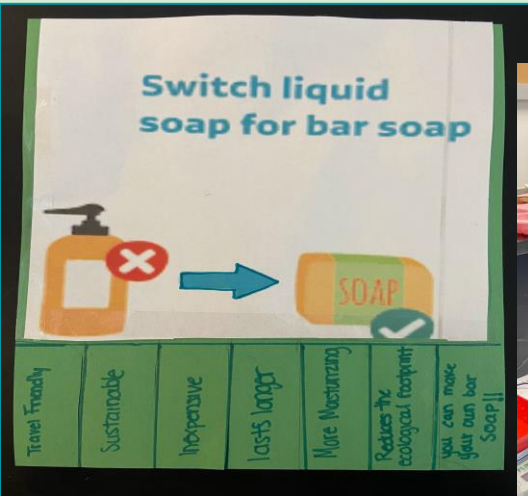 Switch liquid
soap for bar soap
SOAP
Travel Friendly
Sustainable
Inexpensive
lasts longer
More Moisturizing
Reduces the
ecological footprint
you can make
your own bar
Soap!!